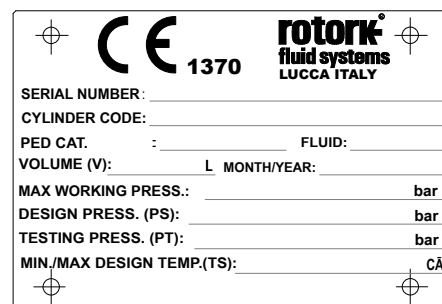 CE 1370
rotork
fluid systems
LUCCA ITALY
SERIAL NUMBER:
CYLINDER CODE:
PED CAT. : FLUID:
VOLUME (V): L MONTH/YEAR:
MAX WORKING PRESS.: bar
DESIGN PRESS. (PS): bar
TESTING PRESS. (PT): bar
MIN./MAX DESIGN TEMP.(TS): CÂ